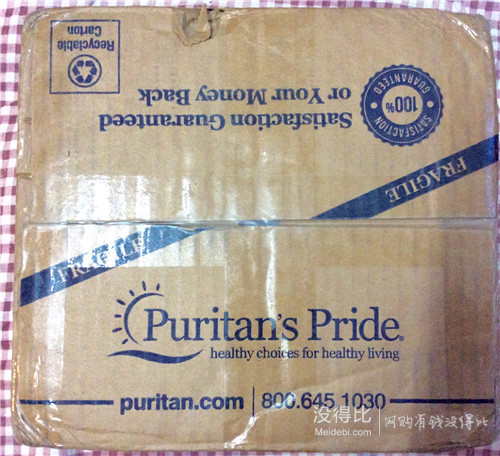 Recyclable
Carton
Satisfaction Guaranteed
or Your Money Back
SATISFACTION
100%
GUARANTEED
FRAGILE
FRAGILE
Puritan's Pride®
healthy choices for healthy living
puritan.com | 800.645.1030
没得比
Meidebi.com
网购有钱没得比